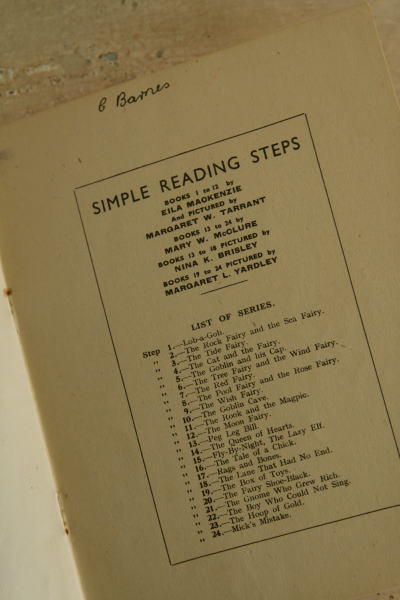 C Barnes
SIMPLE READING STEPS
BOOKS 1 to 12 by
EILA MACKENZIE
And PICTURED by
MARGARET W. TARRANT
BOOKS 13 to 24 by
MARY W. McCLURE
BOOKS 13 to 18 PICTURED by
NINA K. BRISLEY
BOOKS 19 to 24 PICTURED by
MARGARET L. YARDLEY
LIST OF SERIES.
Step 1.—Lob-a-Gob.
" 2.—The Rock Fairy and the Sea Fairy.
" 3.—The Tide Fairy.
" 4.—The Cat and the Fairy.
" 5.—The Goblin and his Cap.
" 6.—The Tree Fairy and the Wind Fairy.
" 7.—The Red Fairy.
" 8.—The Pool Fairy and the Rose Fairy.
" 9.—The Wish Fairy.
" 10.—The Goblin Cave.
" 11.—The Rook and the Magpie.
" 12.—The Moon Fairy.
" 13.—Peg Leg Bill.
" 14.—The Queen of Hearts.
" 15.—Fly-By-Night, The Lazy Elf.
" 16.—The Tale of a Chick.
" 17.—Rags and Bones.
" 18.—The Lane That Had No End.
" 19.—The Box of Toys.
" 20.—The Fairy Shoe-Black.
" 21.—The Gnome Who Grew Rich.
" 22.—The Boy Who Could Not Sing.
" 23.—The Hoop of Gold.
" 24.—Mick's Mistake.